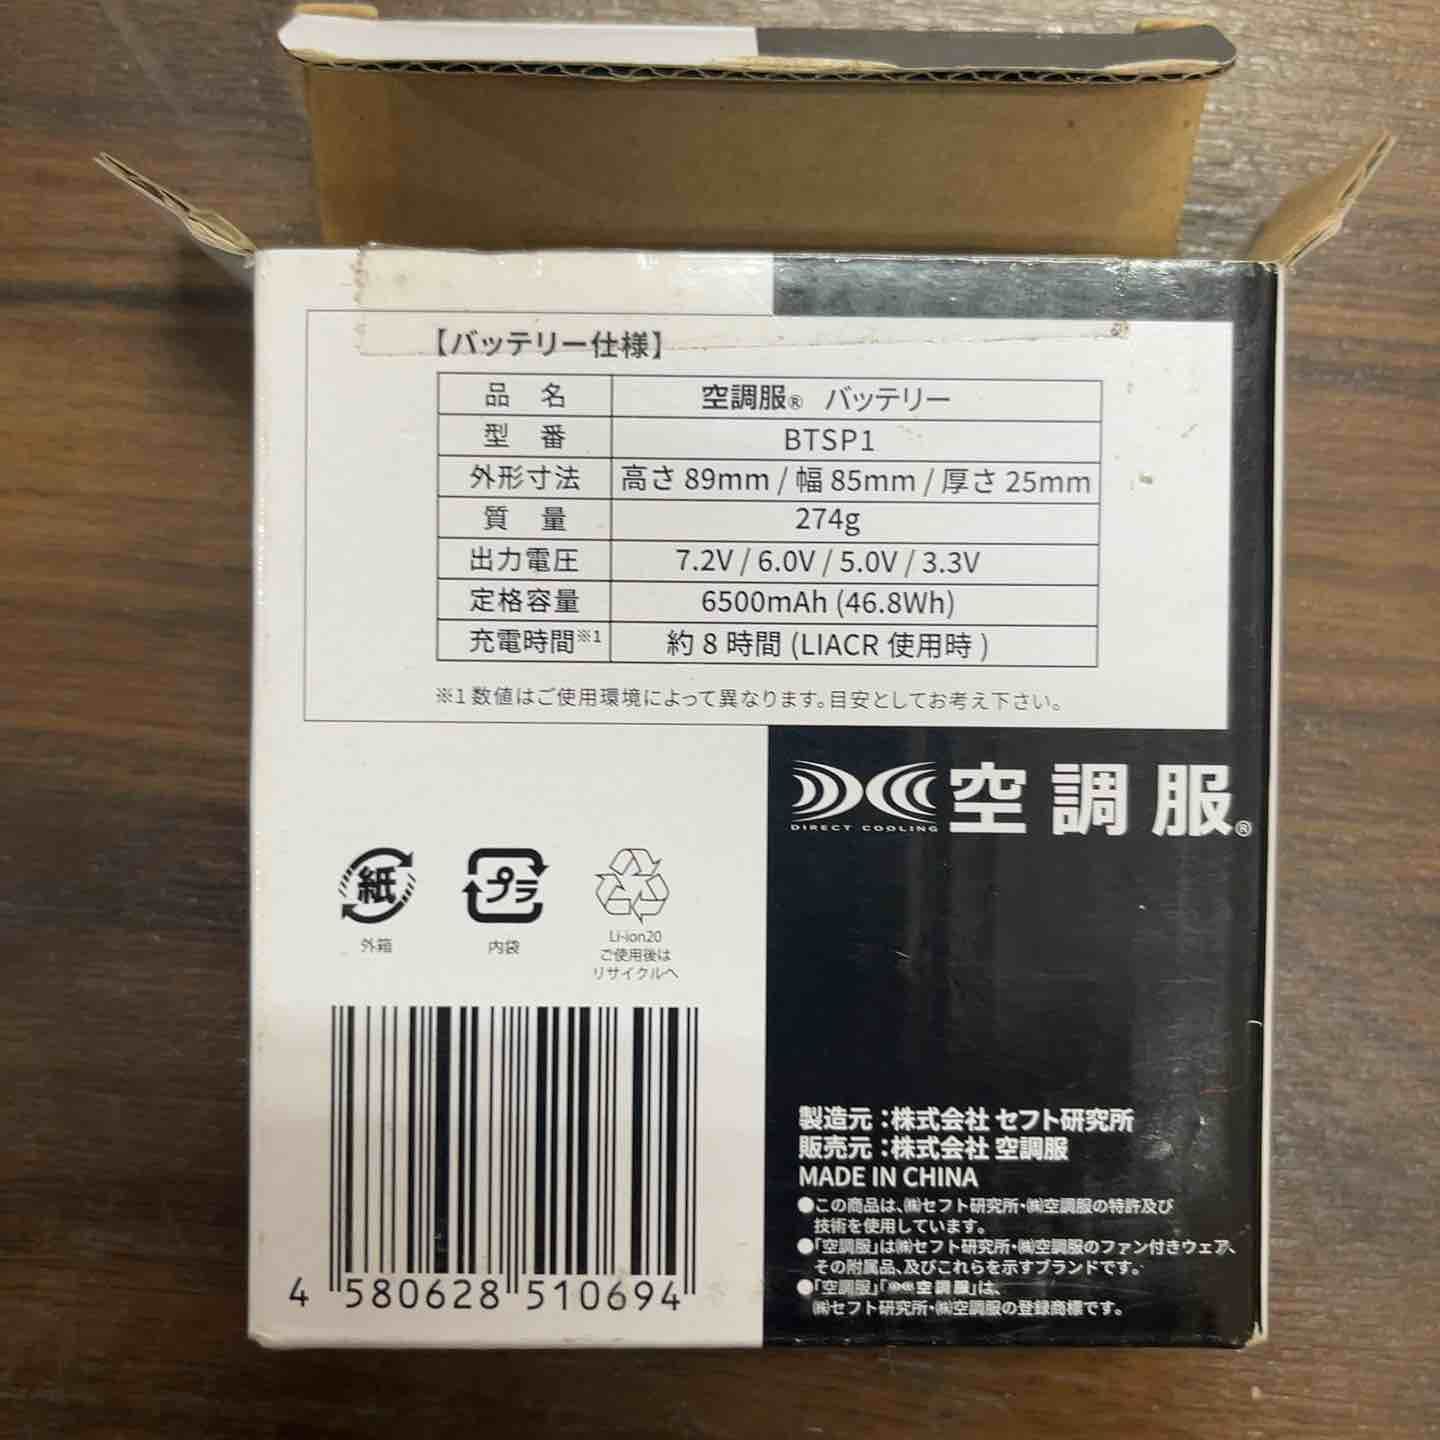 【バッテリー仕様】
品 名 空調服® バッテリー
型 番 BTSP1
外形寸法 高さ 89mm / 幅 85mm / 厚さ 25mm
質 量 274g
出力電圧 7.2V / 6.0V / 5.0V / 3.3V
定格容量 6500mAh (46.8Wh)
充電時間※1 約 8 時間 (LIACR 使用時 )
※1 数値はご使用環境によって異なります。目安としてお考え下さい。
空調服®
DIRECT COOLING
紙
外箱
プラ
内袋
Li-ion20
ご使用後は
リサイクルへ
4 580628 510694
製造元：株式会社 セフト研究所
販売元：株式会社 空調服
MADE IN CHINA
●この商品は、㈱セフト研究所・㈱空調服の特許及び
技術を使用しています。
●「空調服」は㈱セフト研究所・㈱空調服のファン付きウェア、
その附属品、及びこれらを示すブランドです。
●「空調服」「空調服」は、
㈱セフト研究所・㈱空調服の登録商標です。